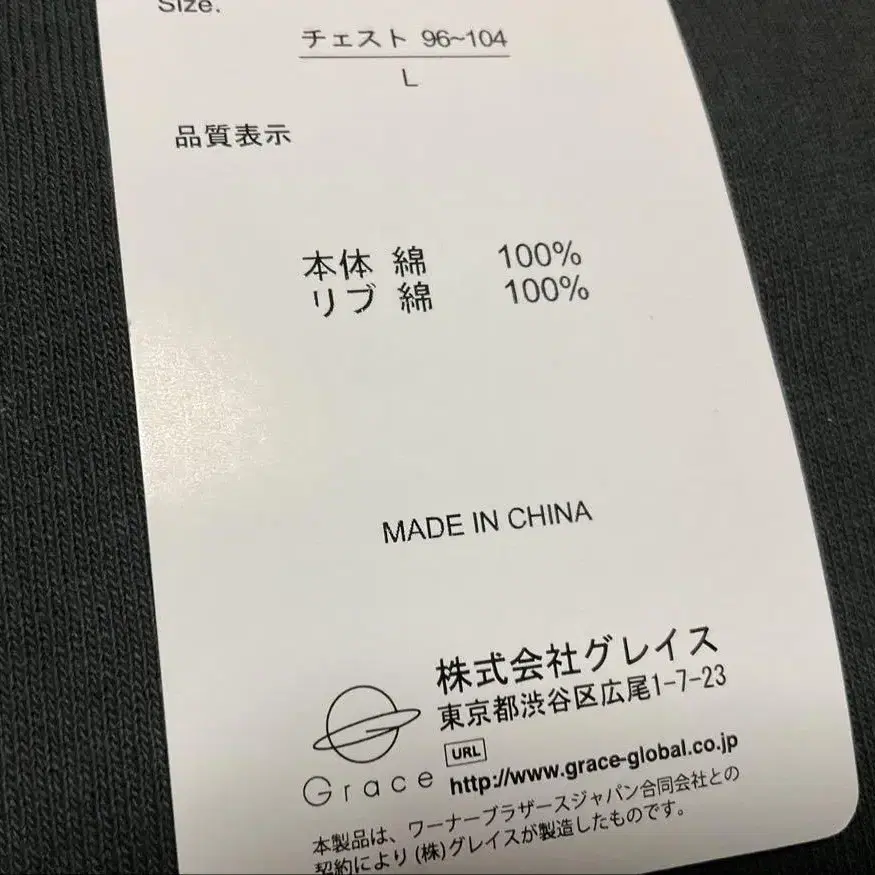 Size.
チェスト 96~104
L
品質表示
本体 綿 100%
リブ 綿 100%
MADE IN CHINA
株式会社グレイス
東京都渋谷区広尾1-7-23
URL
http://www.grace-global.co.jp
Grace
本製品は、ワーナーブラザースジャパン合同会社との
契約により(株)グレイスが製造したものです。